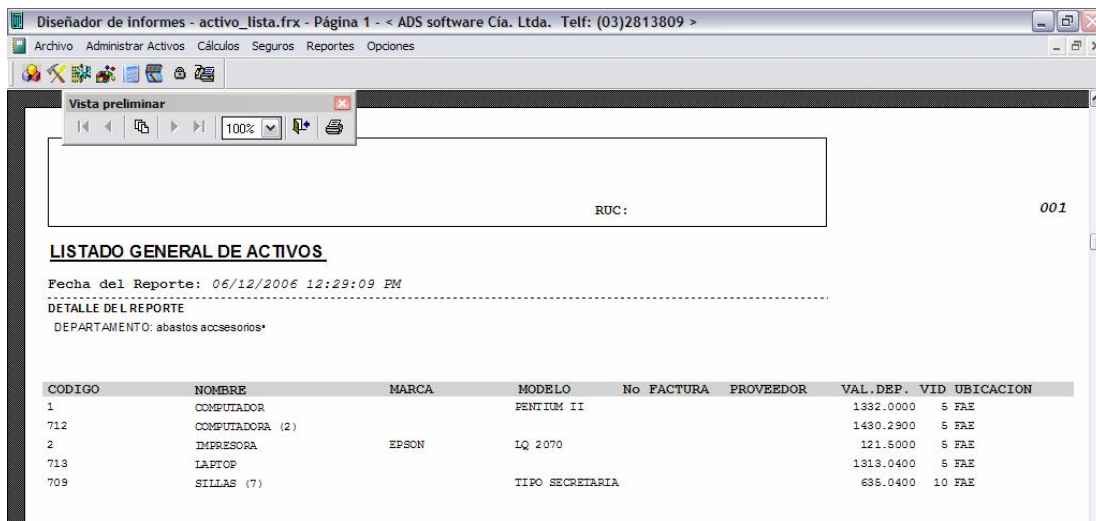 Diseñador de informes - activo_lista.frx - Página 1 - < ADS software Cía. Ltda.  Telf: (03)2813809 >
Archivo  Administrar Activos  Cálculos  Seguros  Reportes  Opciones
Vista preliminar
100%
RUC:
001
LISTADO GENERAL DE ACTIVOS
Fecha del Reporte: 06/12/2006 12:29:09 PM
DETALLE DEL REPORTE
DEPARTAMENTO: abastos accsesorios•
CODIGO NOMBRE MARCA MODELO No FACTURA PROVEEDOR VAL.DEP. VID UBICACION
1 COMPUTADOR PENTIUM II 1332.0000 5 FAE
712 COMPUTADORA (2) 1430.2900 5 FAE
2 IMPRESORA EPSON LQ 2070 121.5000 5 FAE
713 LAPTOP 1313.0400 5 FAE
709 SILLAS (7) TIPO SECRETARIA 635.0400 10 FAE